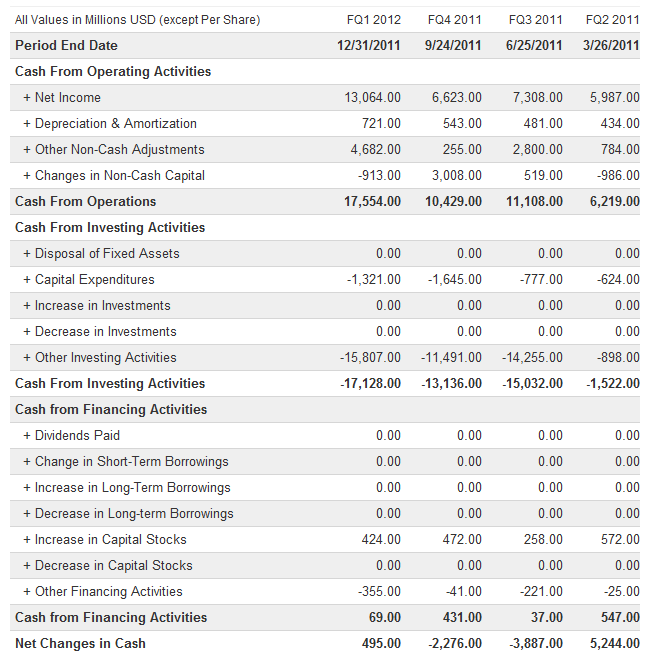 All Values in Millions USD (except Per Share) FQ1 2012 FQ4 2011 FQ3 2011 FQ2 2011
Period End Date 12/31/2011 9/24/2011 6/25/2011 3/26/2011
Cash From Operating Activities
+ Net Income 13,064.00 6,623.00 7,308.00 5,987.00
+ Depreciation & Amortization 721.00 543.00 481.00 434.00
+ Other Non-Cash Adjustments 4,682.00 255.00 2,800.00 784.00
+ Changes in Non-Cash Capital -913.00 3,008.00 519.00 -986.00
Cash From Operations 17,554.00 10,429.00 11,108.00 6,219.00
Cash From Investing Activities
+ Disposal of Fixed Assets 0.00 0.00 0.00 0.00
+ Capital Expenditures -1,321.00 -1,645.00 -777.00 -624.00
+ Increase in Investments 0.00 0.00 0.00 0.00
+ Decrease in Investments 0.00 0.00 0.00 0.00
+ Other Investing Activities -15,807.00 -11,491.00 -14,255.00 -898.00
Cash From Investing Activities -17,128.00 -13,136.00 -15,032.00 -1,522.00
Cash from Financing Activities
+ Dividends Paid 0.00 0.00 0.00 0.00
+ Change in Short-Term Borrowings 0.00 0.00 0.00 0.00
+ Increase in Long-Term Borrowings 0.00 0.00 0.00 0.00
+ Decrease in Long-term Borrowings 0.00 0.00 0.00 0.00
+ Increase in Capital Stocks 424.00 472.00 258.00 572.00
+ Decrease in Capital Stocks 0.00 0.00 0.00 0.00
+ Other Financing Activities -355.00 -41.00 -221.00 -25.00
Cash from Financing Activities 69.00 431.00 37.00 547.00
Net Changes in Cash 495.00 -2,276.00 -3,887.00 5,244.00